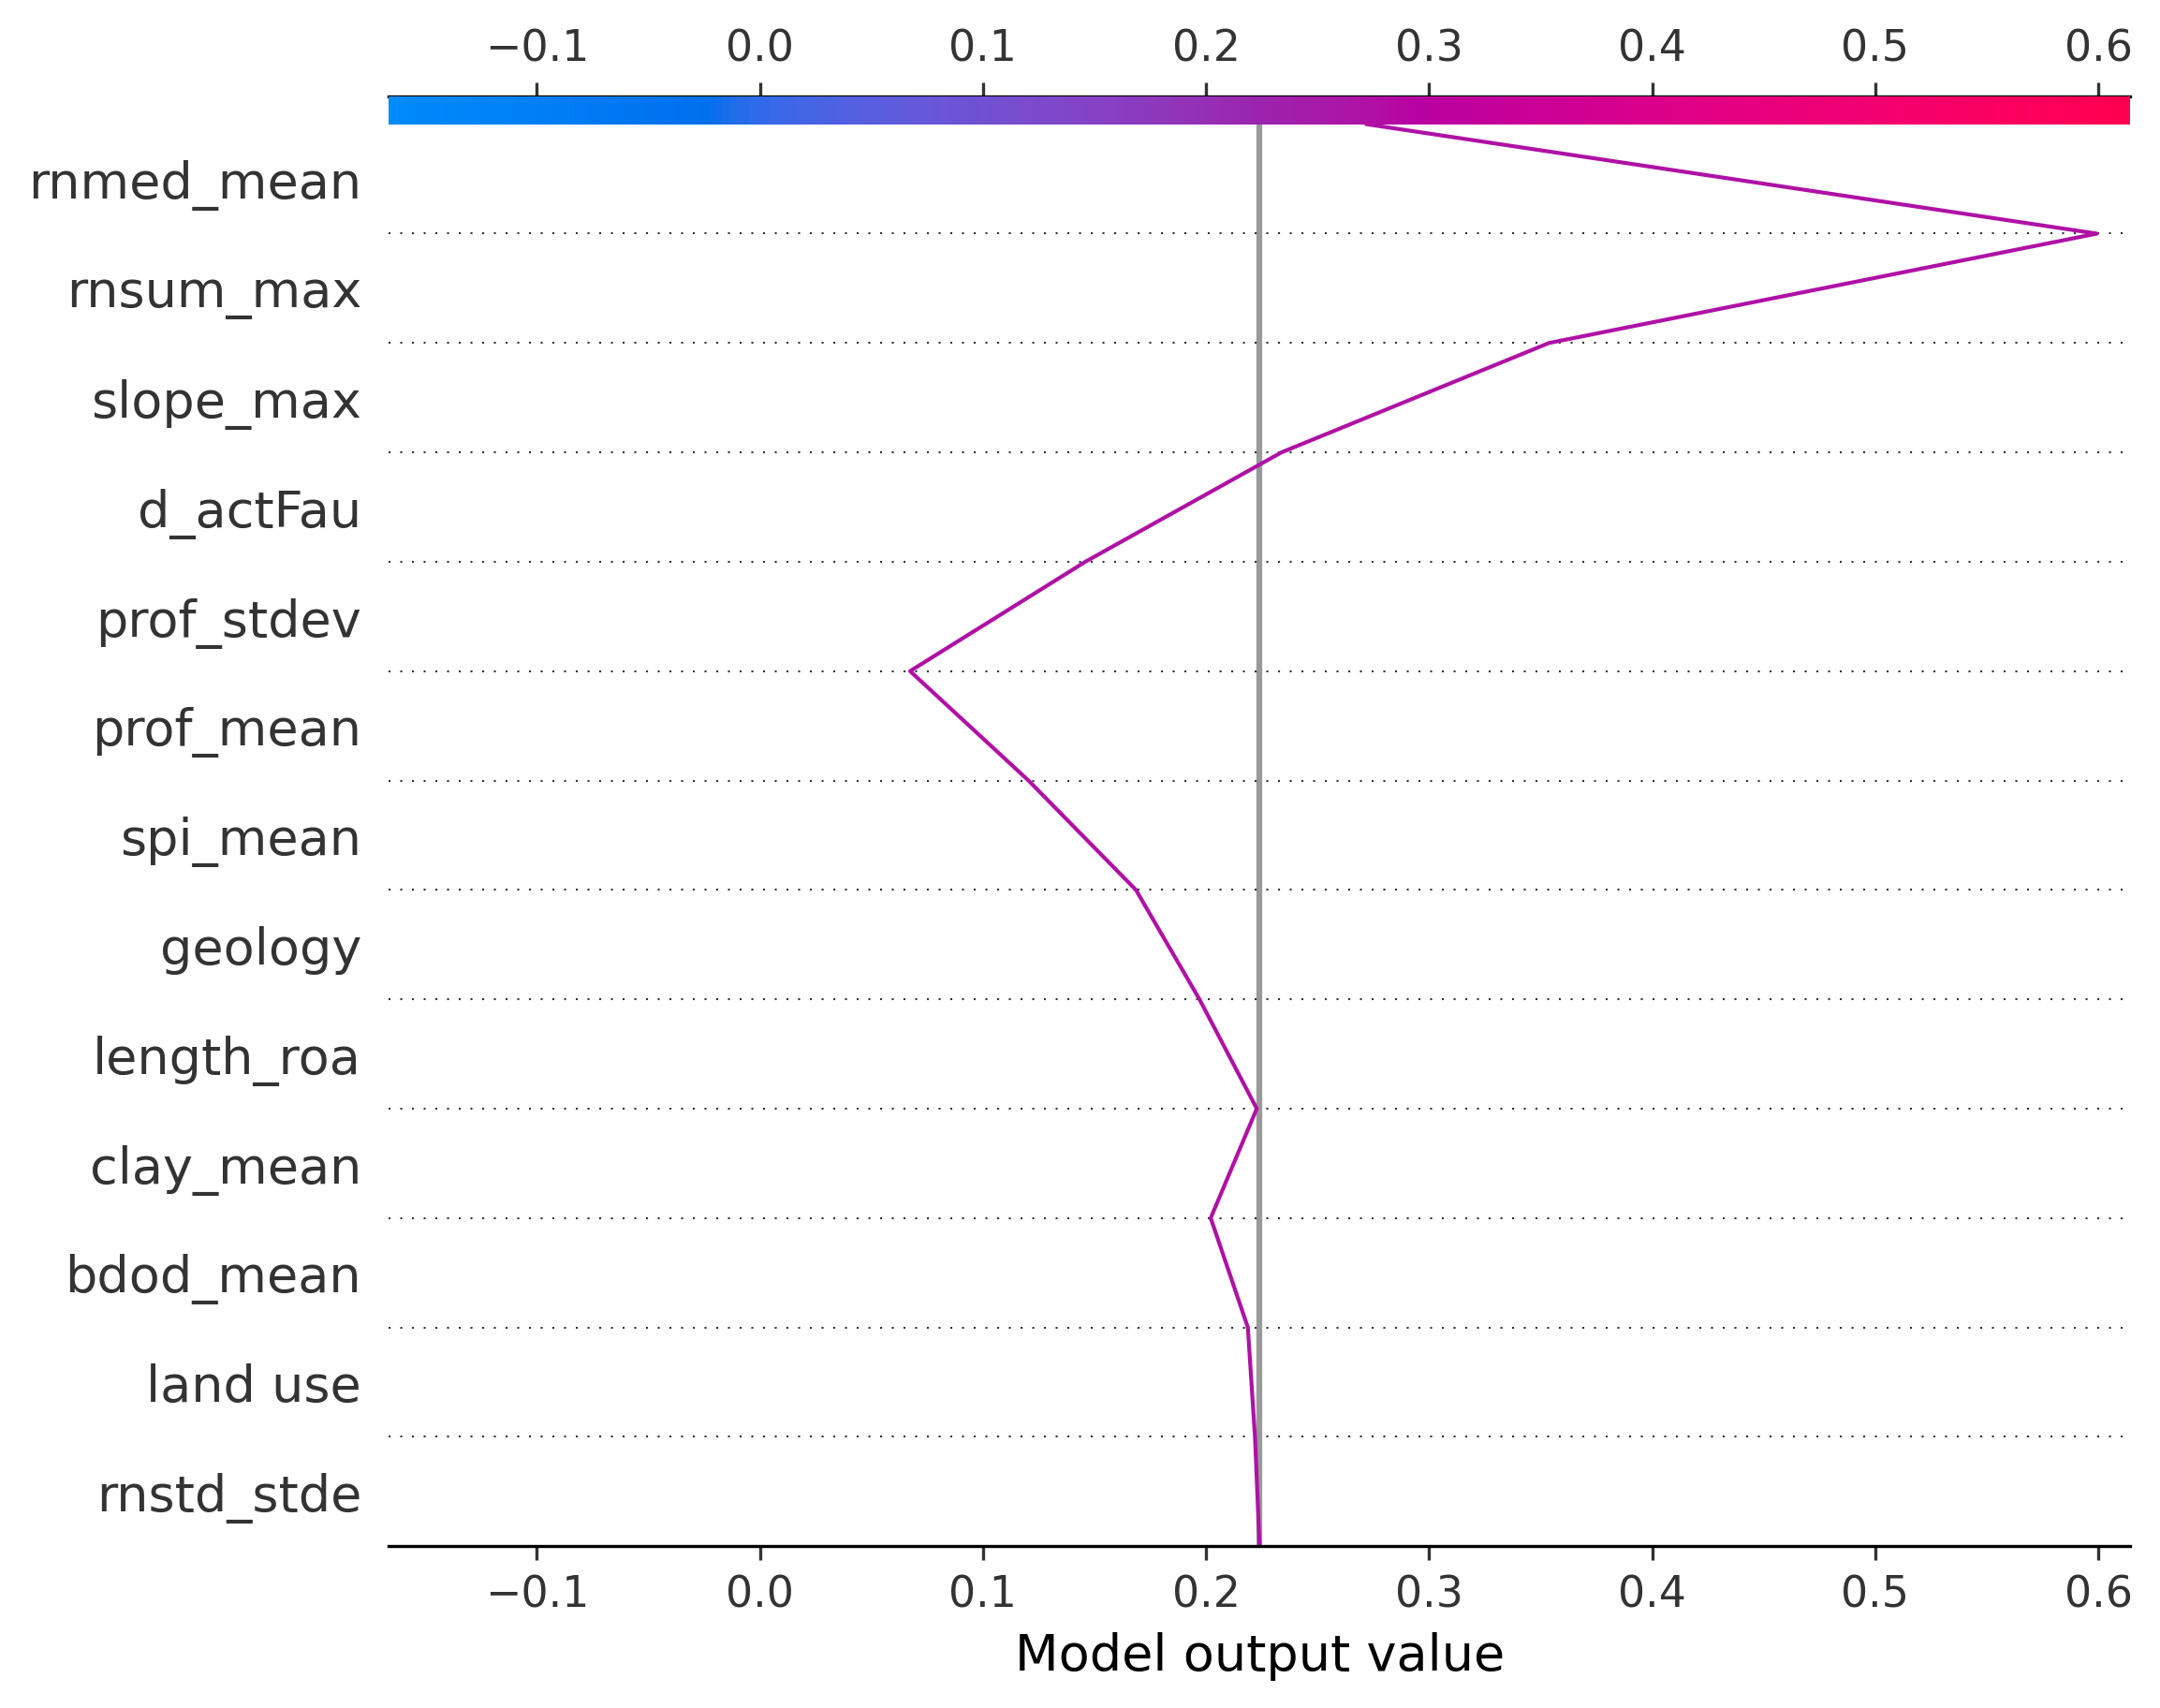 −0.1 0.0 0.1 0.2 0.3 0.4 0.5 0.6
rnmed_mean
rnsum_max
slope_max
d_actFau
prof_stdev
prof_mean
spi_mean
geology
length_roa
clay_mean
bdod_mean
land use
rnstd_stde
−0.1 0.0 0.1 0.2 0.3 0.4 0.5 0.6
Model output value